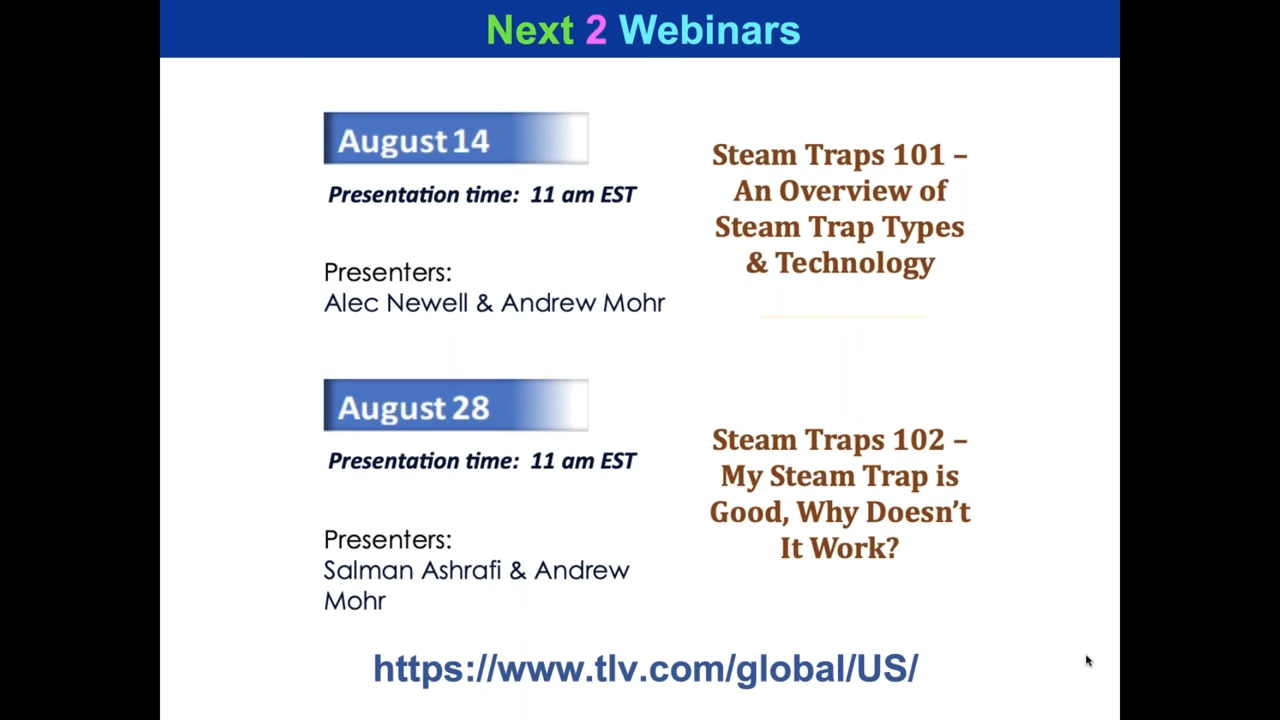 Next 2 Webinars
August 14
Presentation time: 11 am EST
Presenters:
Alec Newell & Andrew Mohr
Steam Traps 101 –
An Overview of
Steam Trap Types
& Technology
August 28
Presentation time: 11 am EST
Presenters:
Salman Ashrafi & Andrew
Mohr
Steam Traps 102 –
My Steam Trap is
Good, Why Doesn’t
It Work?
https://www.tlv.com/global/US/